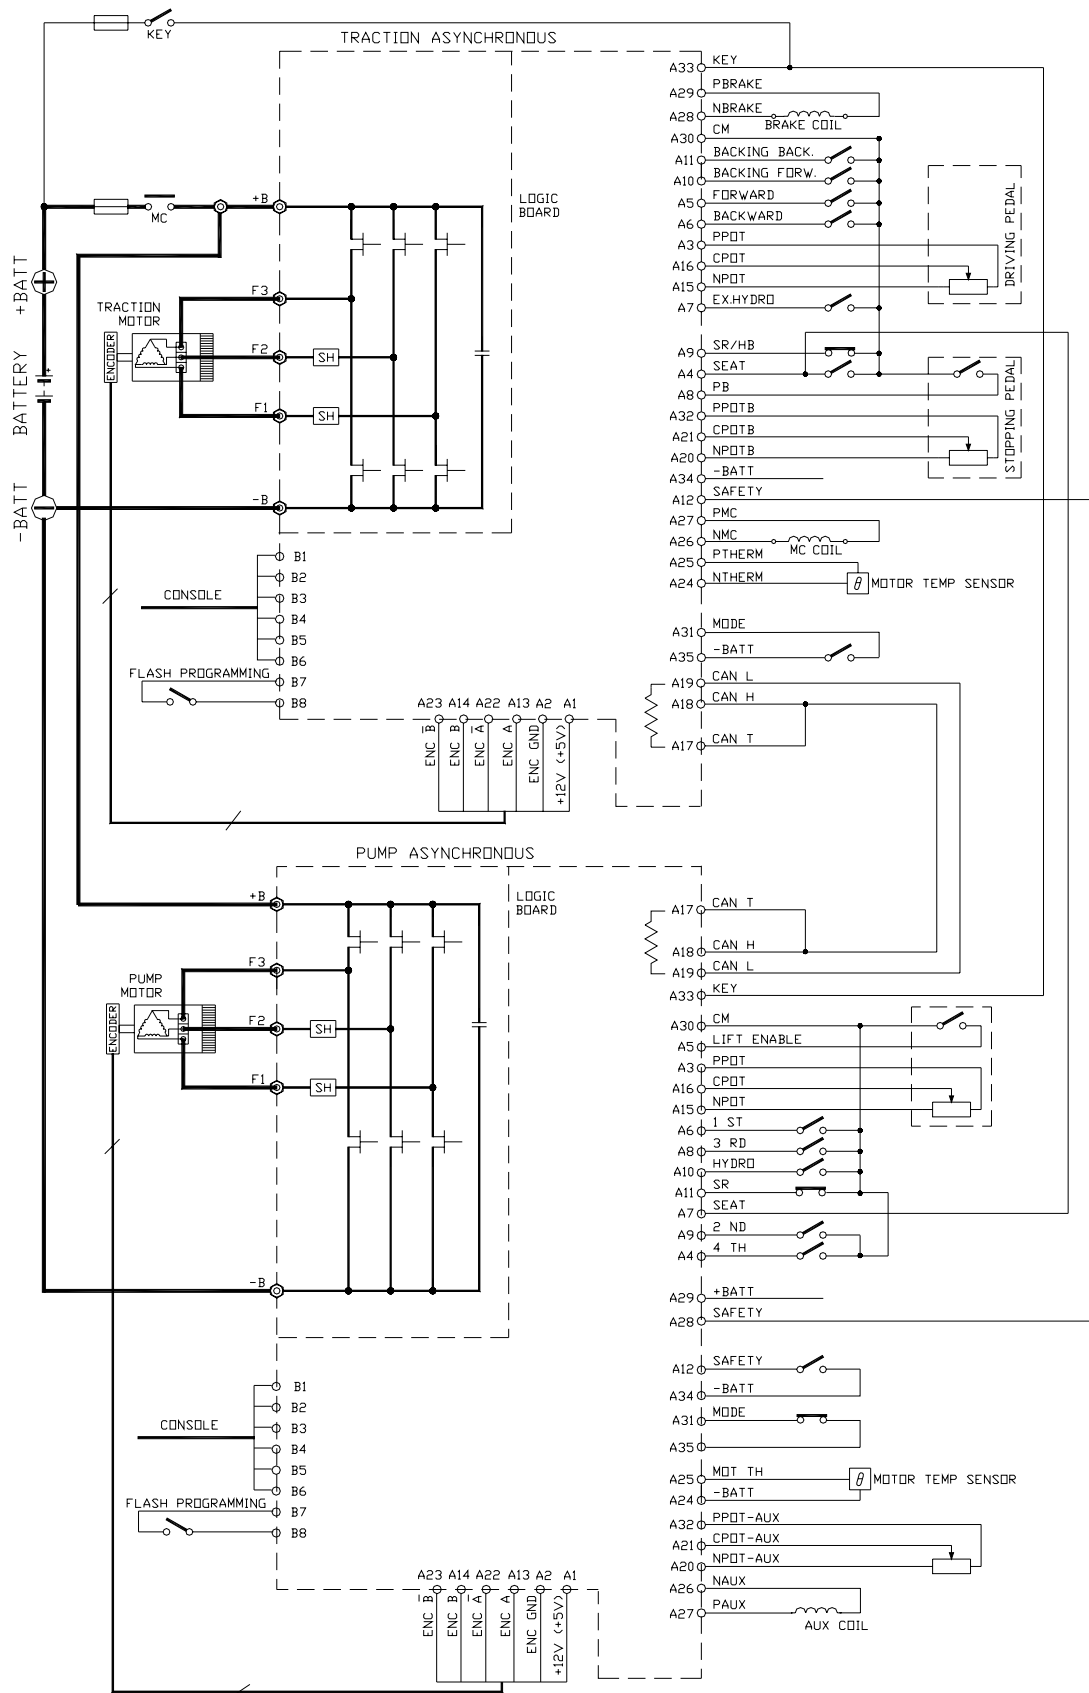 KEY
TRACTION ASYNCHRONOUS
A33 KEY
A29 PBRAKE
A28 NBRAKE
BRAKE COIL
A30 CM
A11 BACKING BACK.
A10 BACKING FORW.
A5 FORWARD
A6 BACKWARD
A3 PPOT
A16 CPOT
A15 NPOT
A7 EX.HYDRO
DRIVING PEDAL
A9 SR/HB
A4 SEAT
A8 PB
A32 PPOTB
A21 CPOTB
A20 NPOTB
STOPPING PEDAL
A34 -BATT
A12 SAFETY
A27 PMC
A26 NMC
MC COIL
A25 PTHERM
A24 NTHERM
θ MOTOR TEMP SENSOR
A31 MODE
A35 -BATT
A19 CAN L
A18 CAN H
A17 CAN T
MC
+B
LOGIC
BOARD
+BATT
BATTERY
+
-BATT
TRACTION
MOTOR
ENCODER
F3
F2
SH
F1
SH
-B
B1
B2
CONSOLE
B3
B4
B5
B6
FLASH PROGRAMMING
B7
B8
A23 A14 A22 A13 A2 A1
ENC B
ENC B
ENC A
ENC A
ENC GND
+12V (+5V)
PUMP ASYNCHRONOUS
+B
LOGIC
BOARD
PUMP
MOTOR
ENCODER
F3
F2
SH
F1
SH
-B
A17 CAN T
A18 CAN H
A19 CAN L
A33 KEY
A30 CM
A5 LIFT ENABLE
A3 PPOT
A16 CPOT
A15 NPOT
A6 1 ST
A8 3 RD
A10 HYDRO
A11 SR
A7 SEAT
A9 2 ND
A4 4 TH
A29 +BATT
A28 SAFETY
A12 SAFETY
A34 -BATT
A31 MODE
A35
A25 MOT TH
θ MOTOR TEMP SENSOR
A24 -BATT
A32 PPOT-AUX
A21 CPOT-AUX
A20 NPOT-AUX
A26 NAUX
A27 PAUX
AUX COIL
B1
B2
CONSOLE
B3
B4
B5
B6
FLASH PROGRAMMING
B7
B8
A23 A14 A22 A13 A2 A1
ENC B
ENC B
ENC A
ENC A
ENC GND
+12V (+5V)